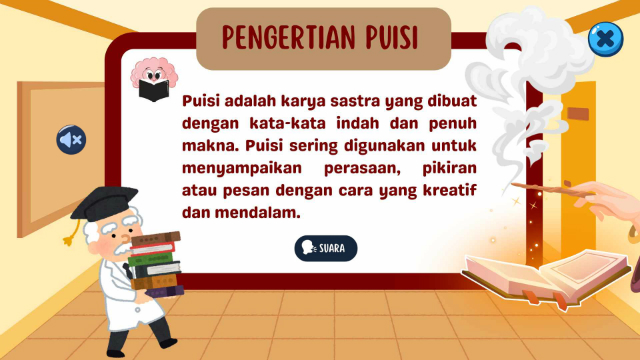 PENGERTIAN PUISI
Puisi adalah karya sastra yang dibuat
dengan kata-kata indah dan penuh
makna. Puisi sering digunakan untuk
menyampaikan perasaan, pikiran
atau pesan dengan cara yang kreatif
dan mendalam.
SUARA